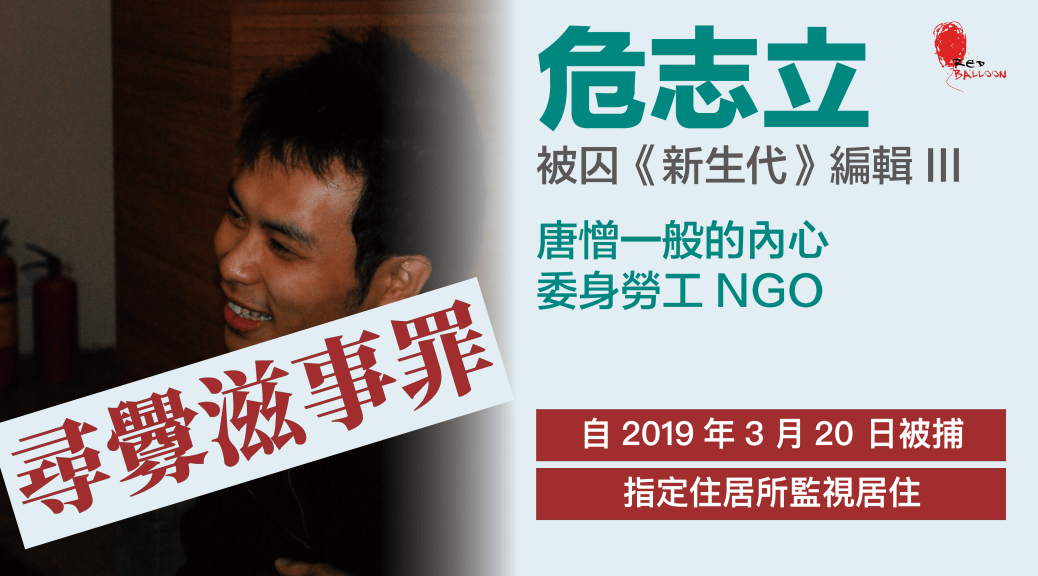 危志立
RED
BALLOON
被囚《新生代》編輯 III
唐憎一般的內心
委身勞工 NGO
尋釁滋事罪
自 2019 年 3 月 20 日被捕
指定住居所監視居住